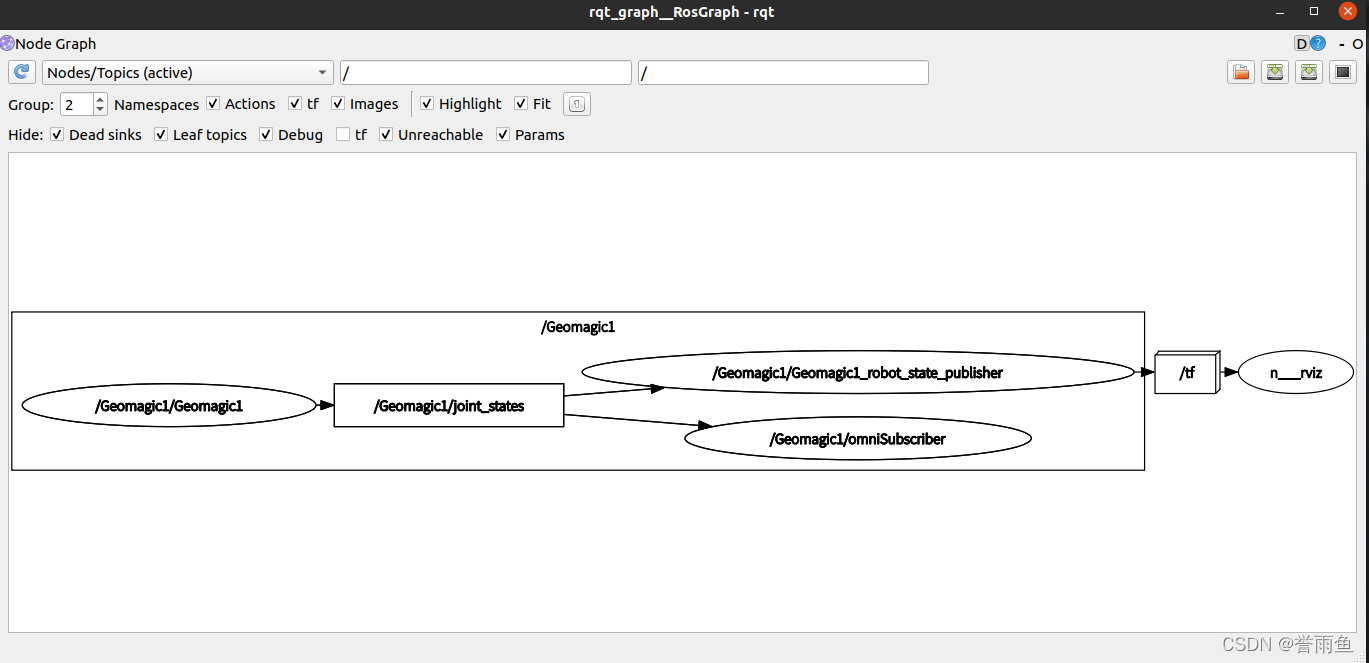 rqt_graph__RosGraph - rqt
Node Graph D ? - O
Nodes/Topics (active) / /
Group: 2 Namespaces Actions tf Images Highlight Fit
Hide: Dead sinks Leaf topics Debug tf Unreachable Params
/Geomagic1
/Geomagic1/Geomagic1
/Geomagic1/joint_states
/Geomagic1/Geomagic1_robot_state_publisher
/Geomagic1/omniSubscriber
/tf
n___rviz
CSDN @誉雨鱼